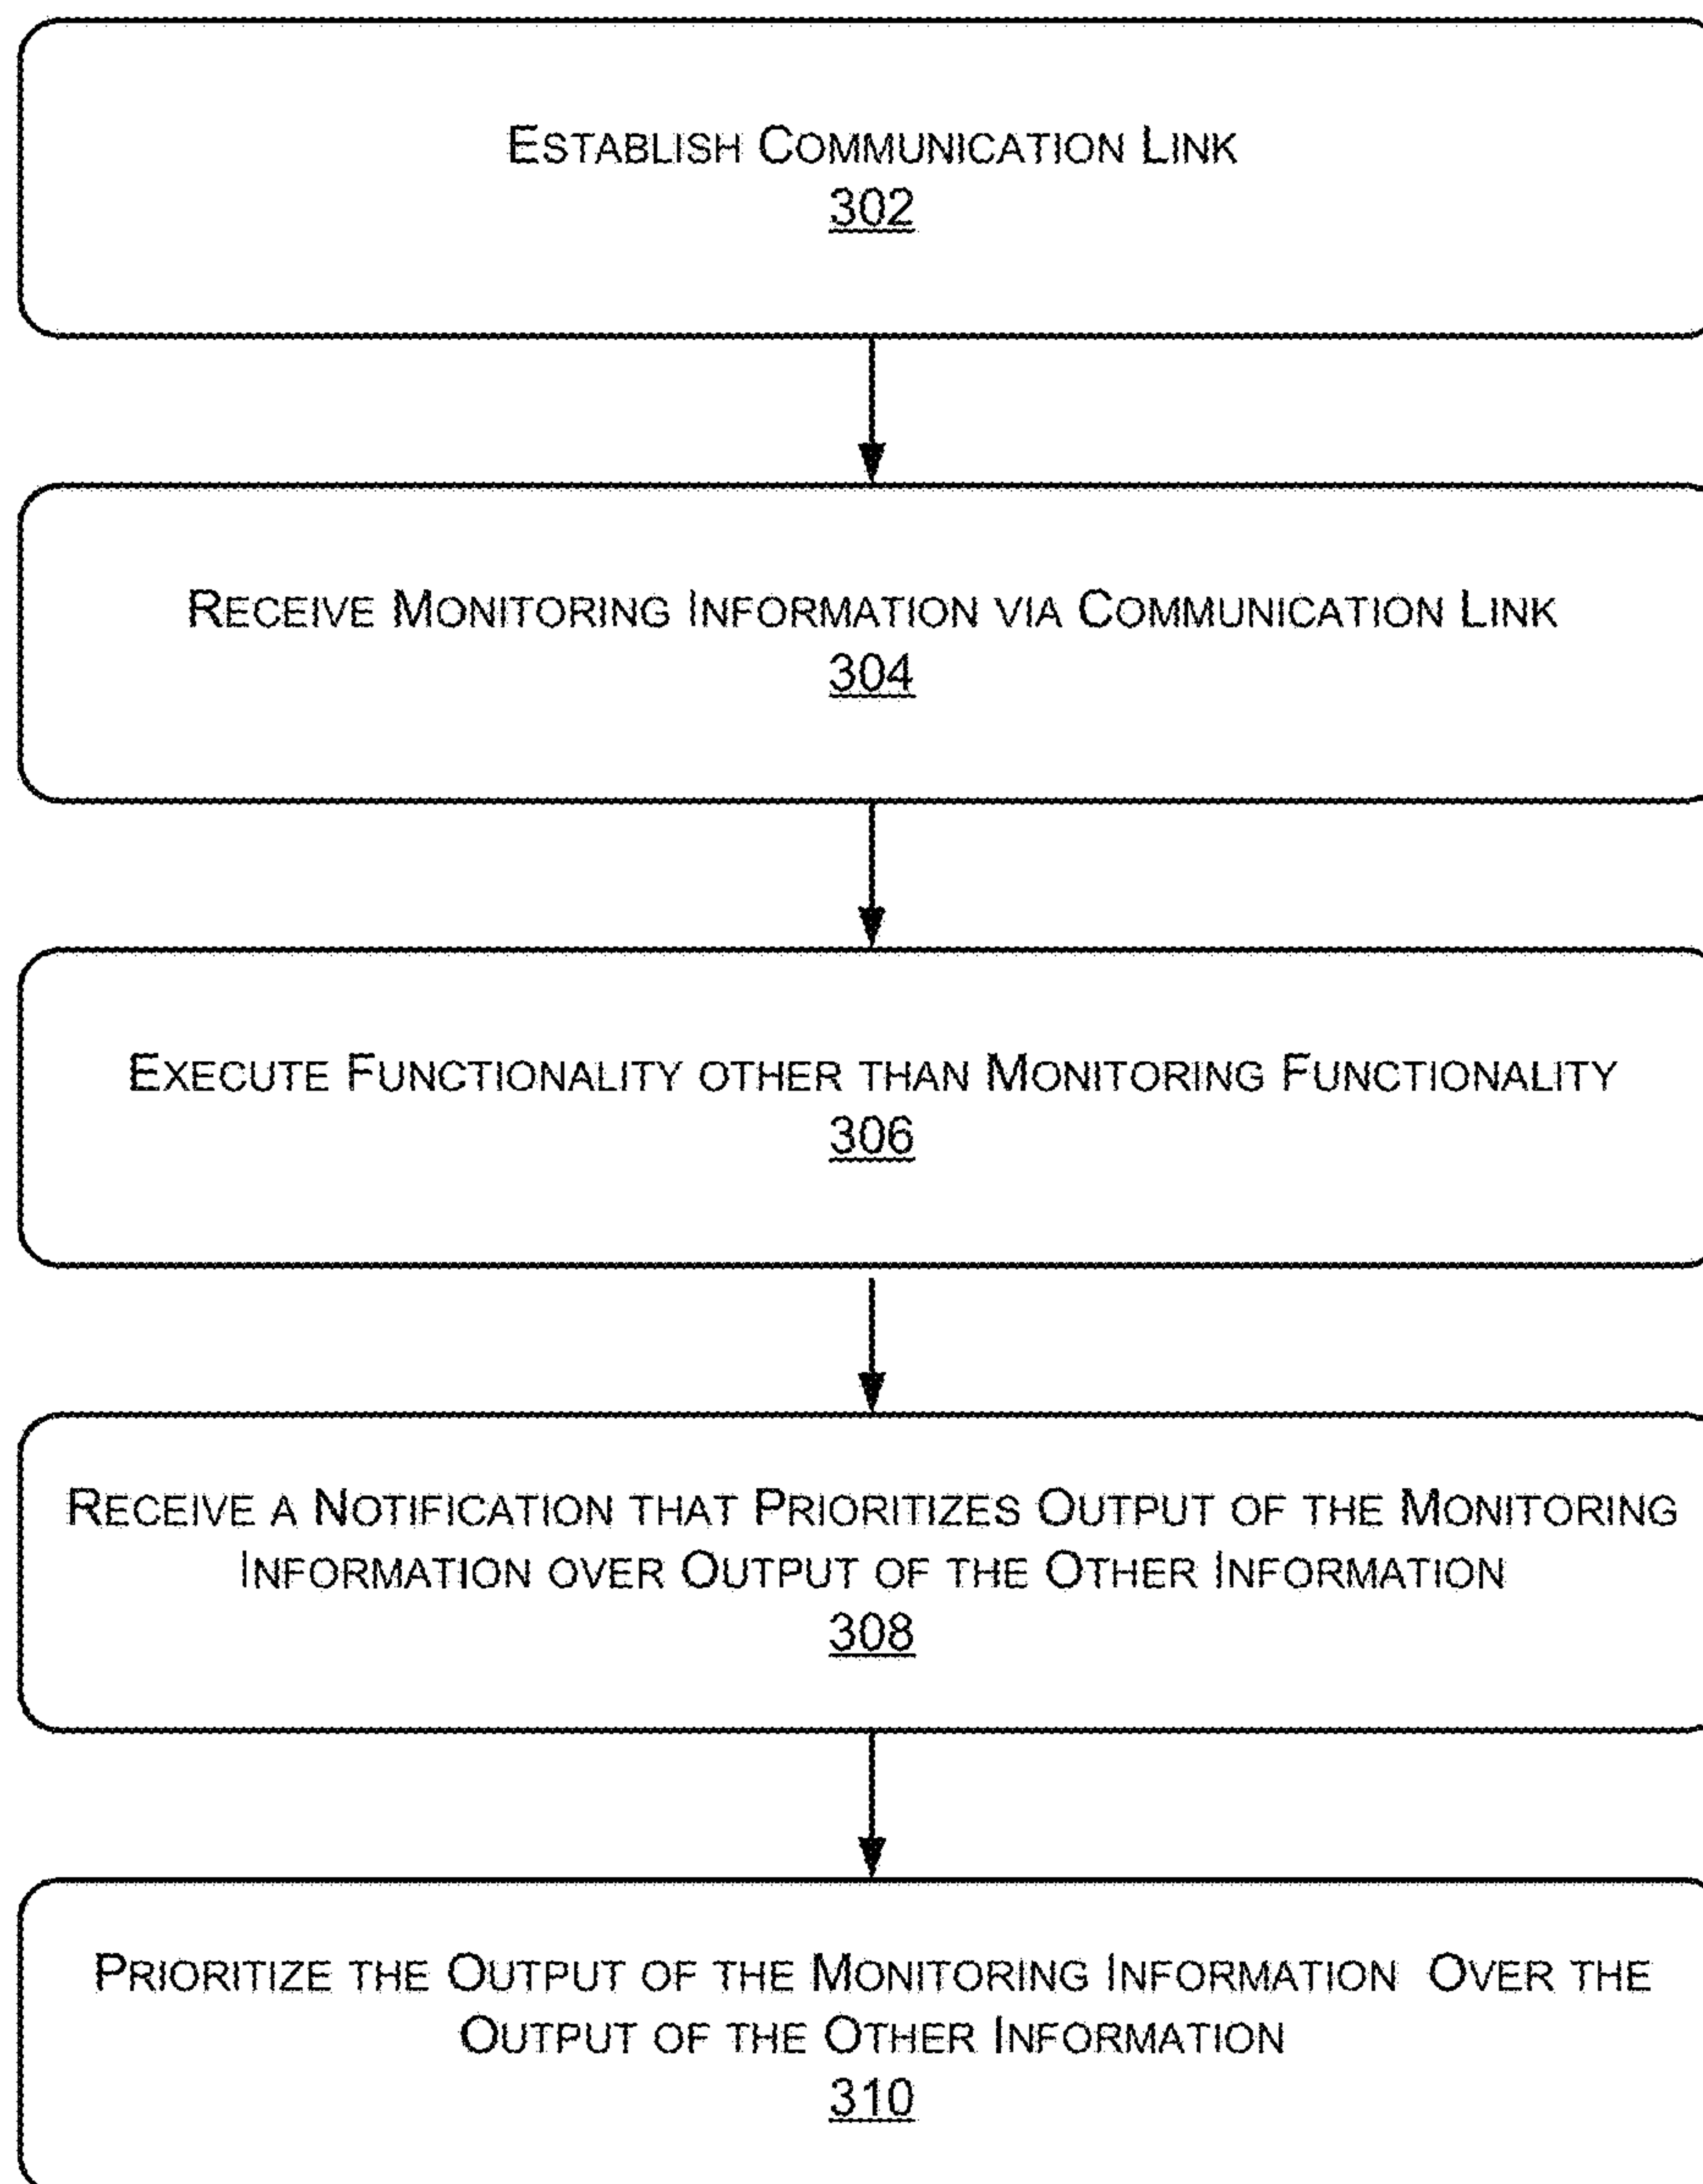 ESTABLISH COMMUNICATION LINK
302
RECEIVE MONITORING INFORMATION VIA COMMUNICATION LINK
304
EXECUTE FUNCTIONALITY OTHER THAN MONITORING FUNCTIONALITY
306
RECEIVE A NOTIFICATION THAT PRIORITIZES OUTPUT OF THE MONITORING
INFORMATION OVER OUTPUT OF THE OTHER INFORMATION
308
PRIORITIZE THE OUTPUT OF THE MONITORING INFORMATION OVER THE
OUTPUT OF THE OTHER INFORMATION
310